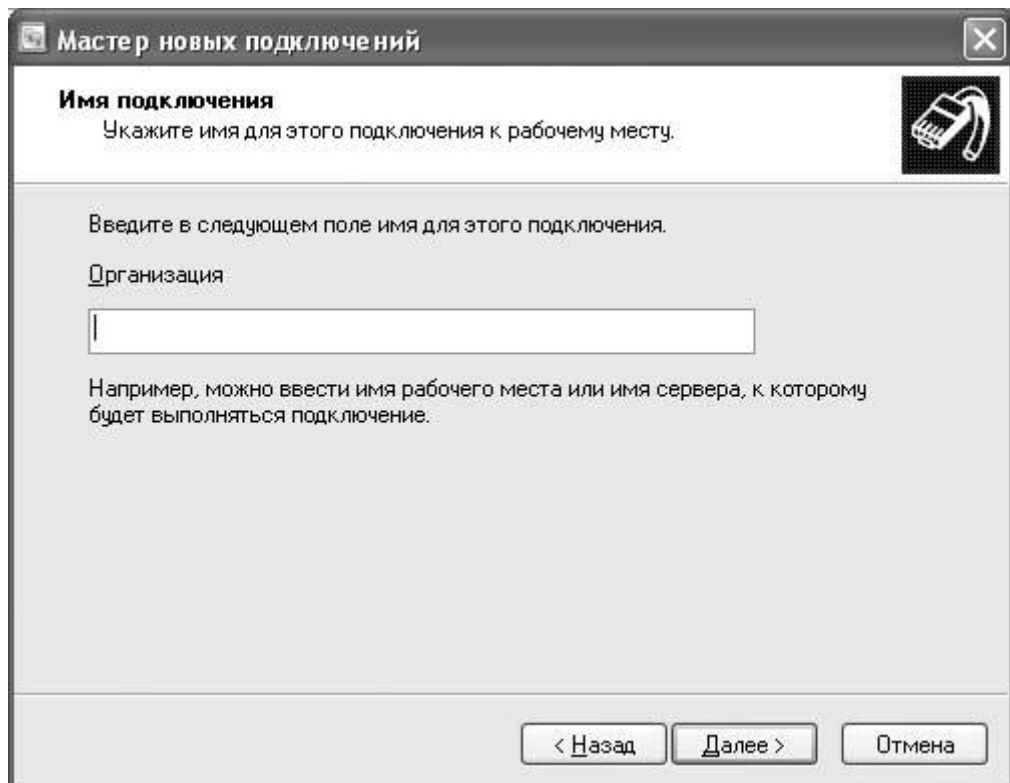 Мастер новых подключений
Имя подключения
Укажите имя для этого подключения к рабочему месту.
Введите в следующем поле имя для этого подключения.
Организация
Например, можно ввести имя рабочего места или имя сервера, к которому
будет выполняться подключение.
< Назад Далее > Отмена